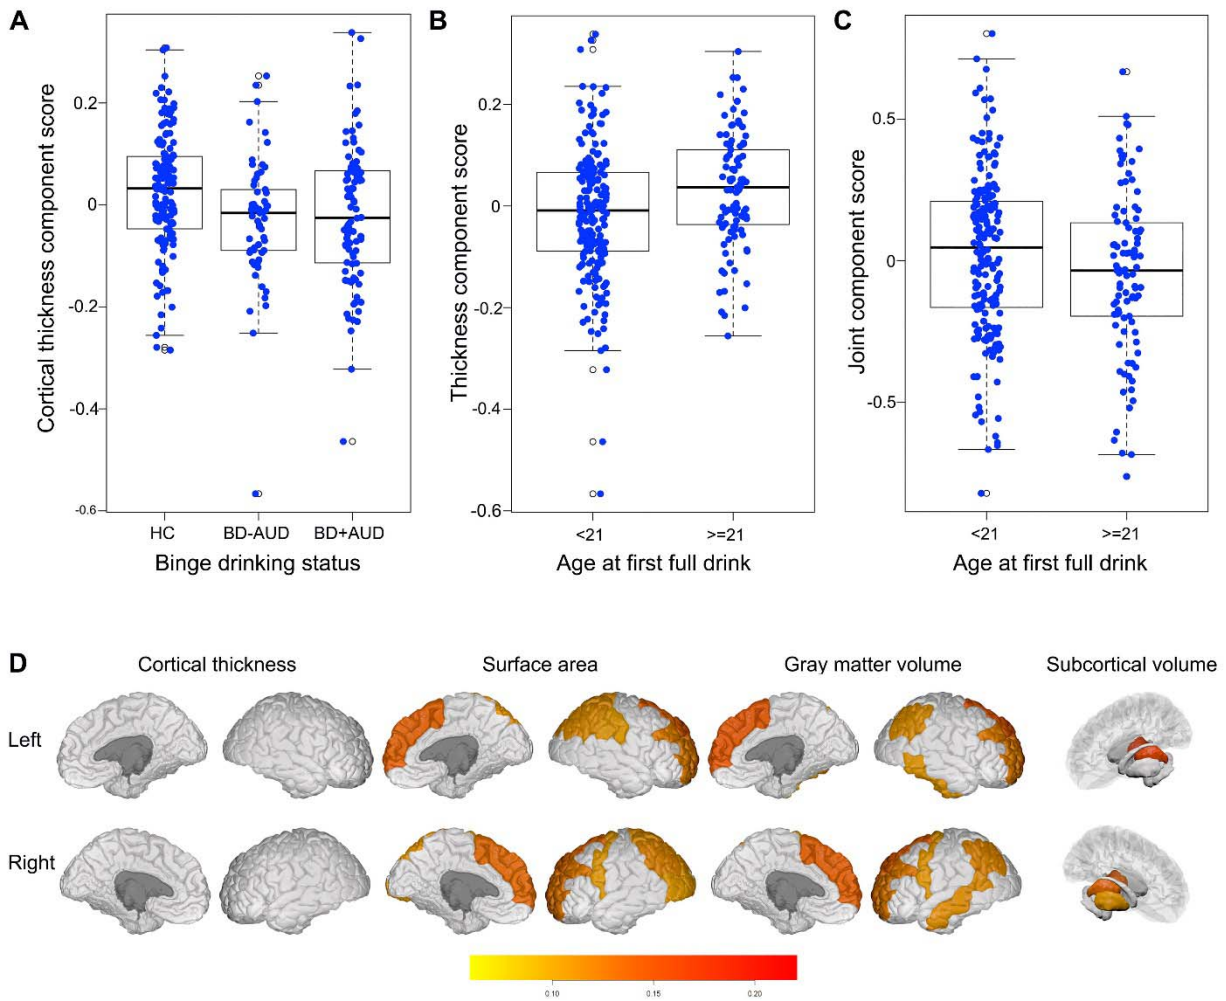 A
Cortical thickness component score
0.2
0
-0.2
-0.4
-0.6
HC BD-AUD BD+AUD
Binge drinking status
B
Thickness component score
0.2
0
-0.2
-0.4
-0.6
<21 >=21
Age at first full drink
C
Joint component score
0.5
0
-0.5
<21 >=21
Age at first full drink
D
Cortical thickness Surface area Gray matter volume Subcortical volume
Left
Right
0.10 0.15 0.20